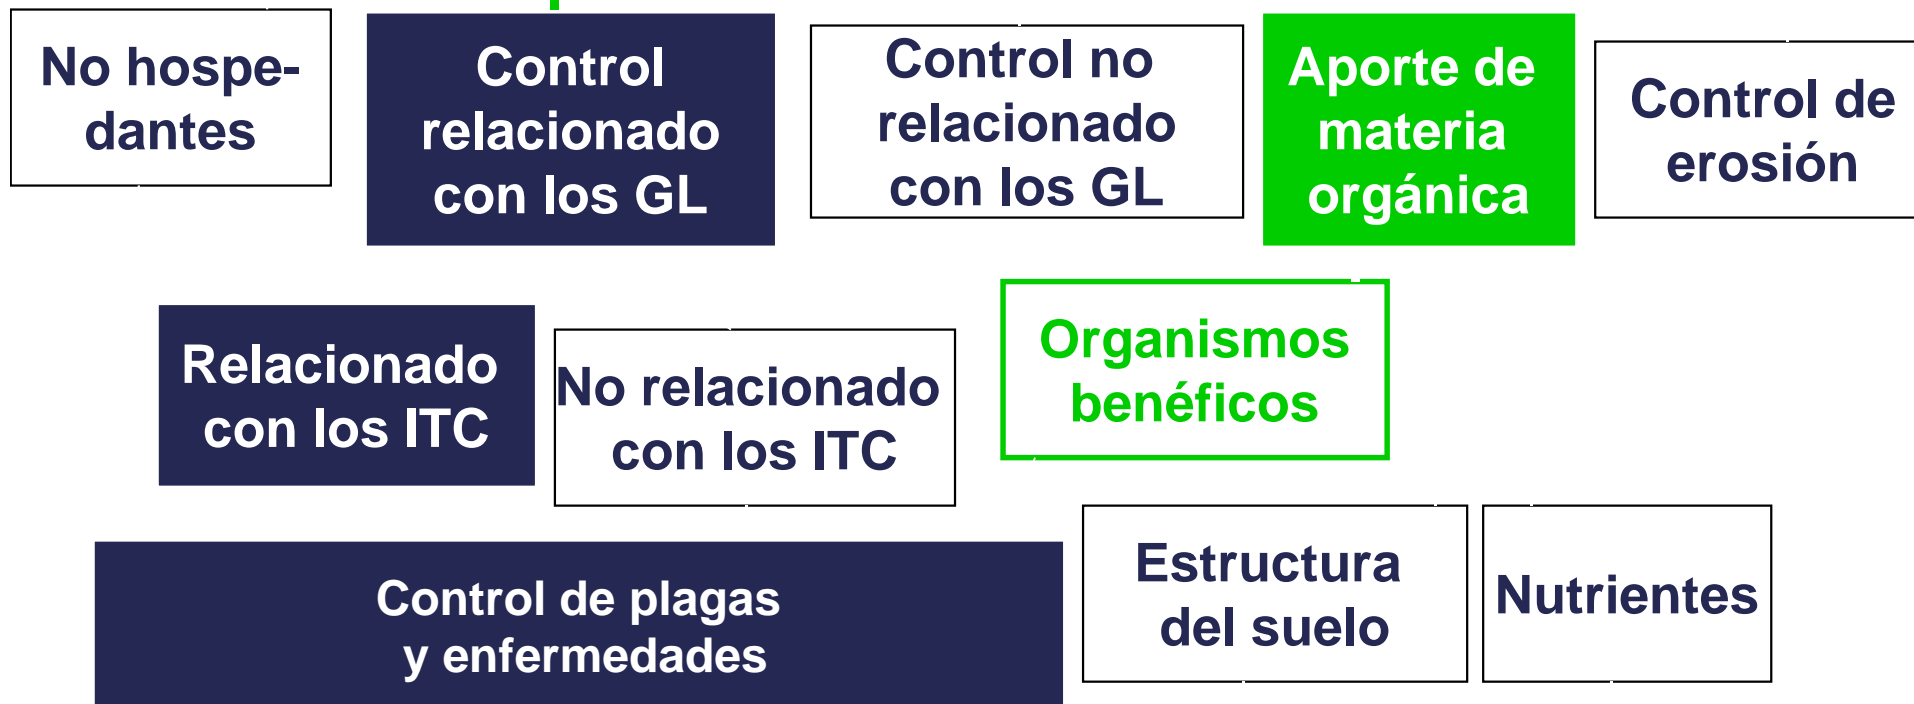 No hospe-
dantes
Control
relacionado
con los GL
Control no
relacionado
con los GL
Aporte de
materia
orgánica
Control de
erosión
Relacionado
con los ITC
No relacionado
con los ITC
Organismos
benéficos
Control de plagas
y enfermedades
Estructura
del suelo
Nutrientes